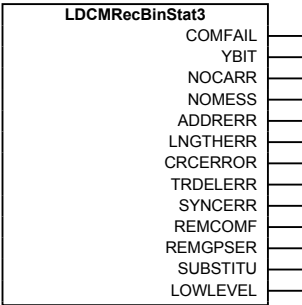 LDCMRecBinStat3
COMFAIL
YBIT
NOCARR
NOMESS
ADDRERR
LNGTHERR
CRCERROR
TRDELERR
SYNCERR
REMCOMF
REMGPSER
SUBSTITU
LOWLEVEL